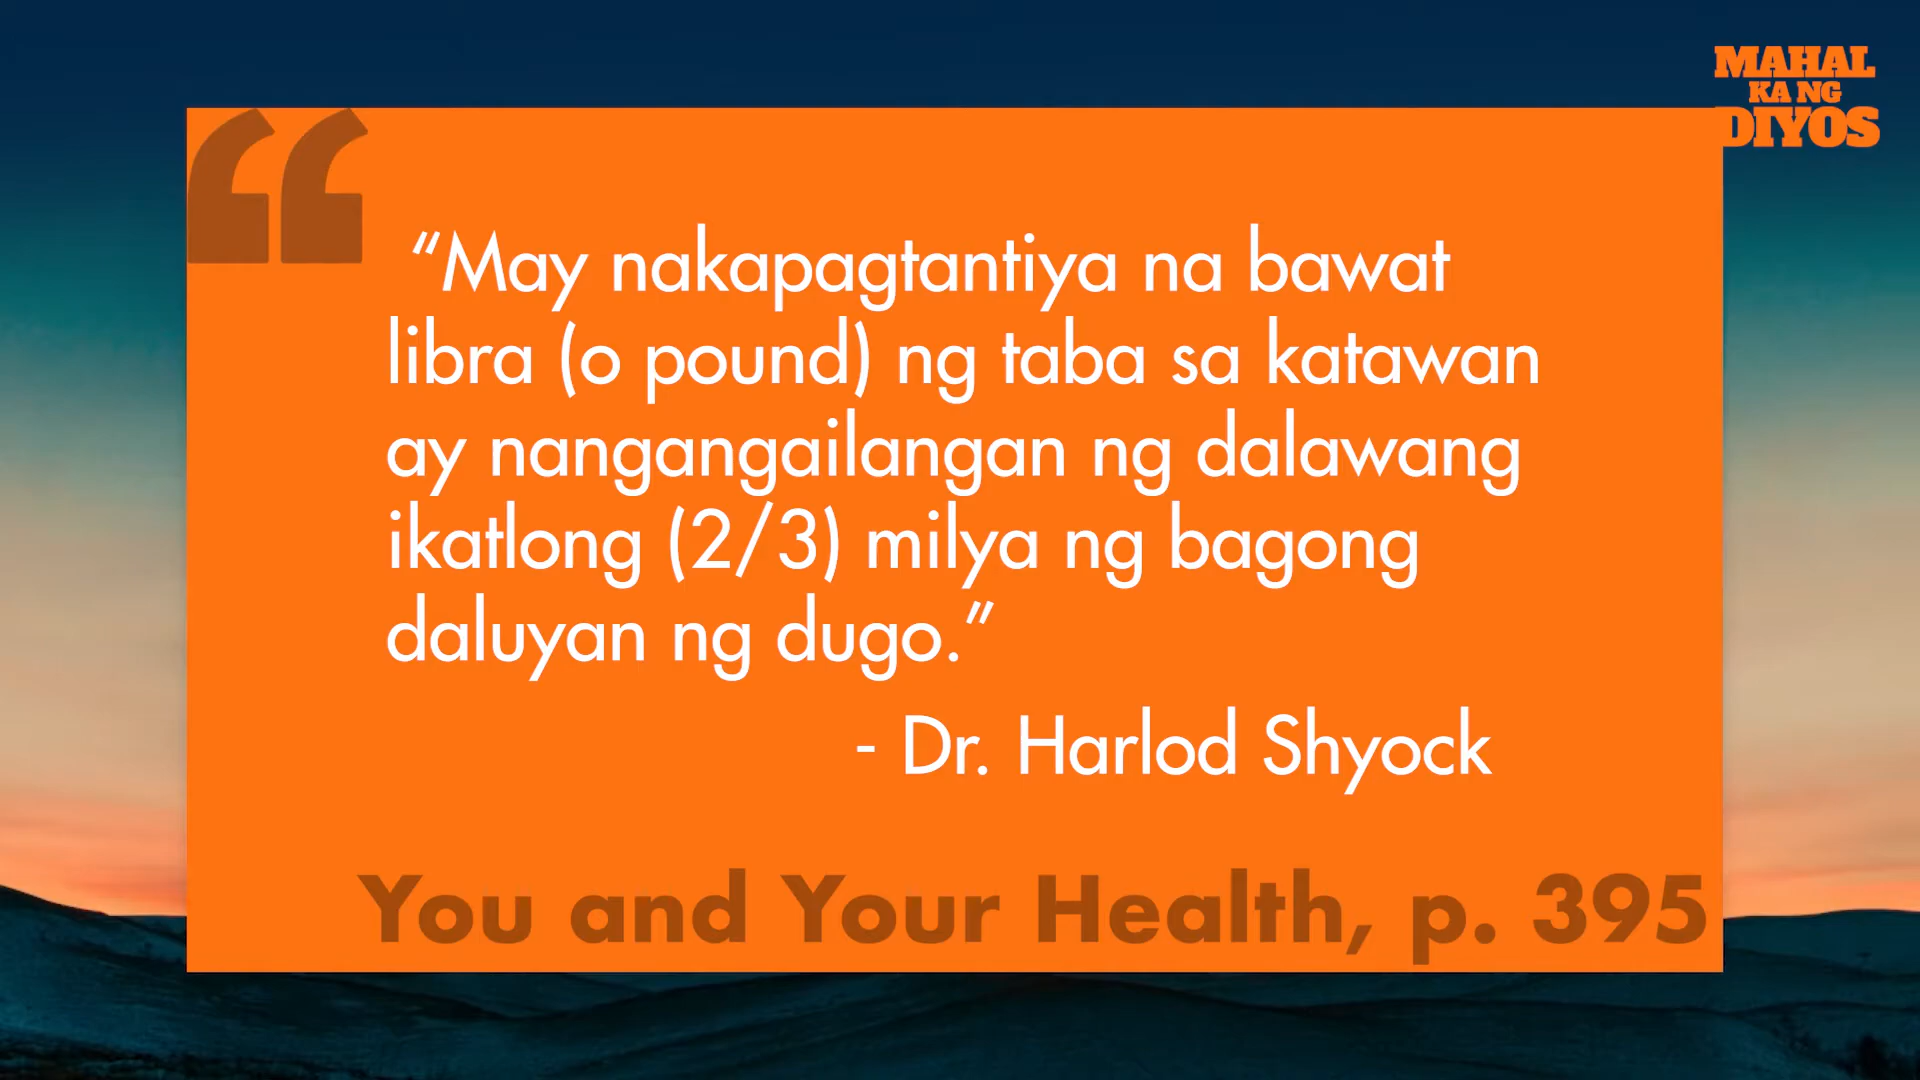 MAHAL
KA NG
DIYOS
“May nakapagtantiya na bawat
libra (o pound) ng taba sa katawan
ay nangangailangan ng dalawang
ikatlong (2/3) milya ng bagong
daluyan ng dugo.”
- Dr. Harlod Shyock
You and Your Health, p. 395